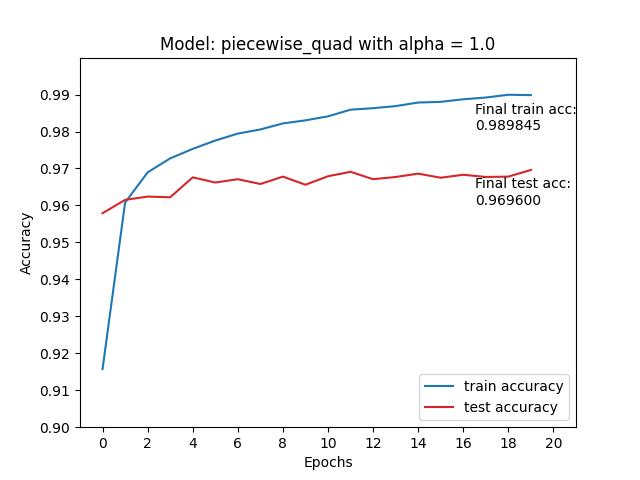 Model: piecewise_quad with alpha = 1.0
0.99
0.98
0.97
0.96
0.95
0.94
0.93
0.92
0.91
0.90
Accuracy
Final train acc:
0.989845
Final test acc:
0.969600
train accuracy
test accuracy
0 2 4 6 8 10 12 14 16 18 20
Epochs